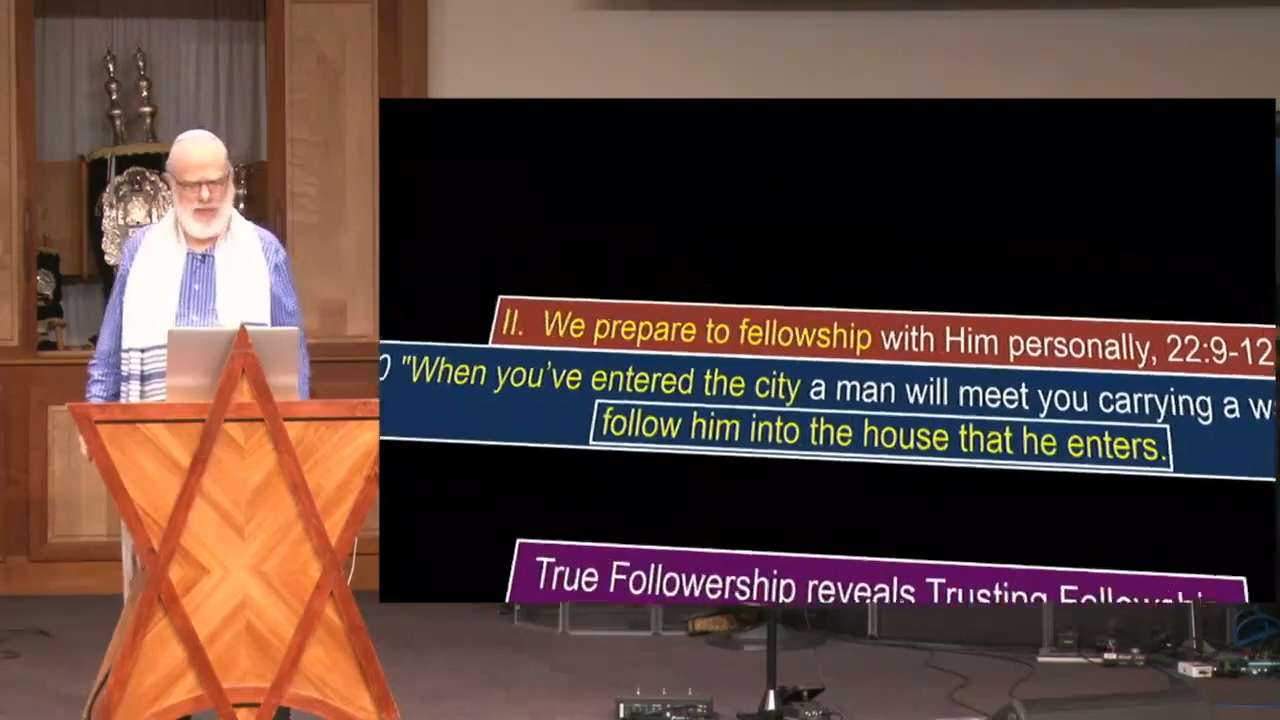 II. We prepare to fellowship with Him personally, 22:9-12
"When you've entered the city a man will meet you carrying a
follow him into the house that he enters.
True Followership reveals Trusting